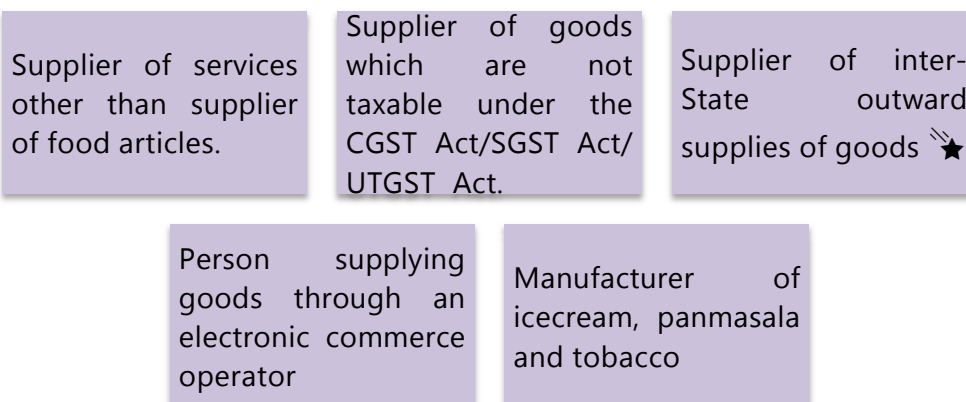 Supplier of services
other than supplier
of food articles.
Supplier of goods
which are not
taxable under the
CGST Act/SGST Act/
UTGST Act.
Supplier of inter-
State outward
supplies of goods
Person supplying
goods through an
electronic commerce
operator
Manufacturer of
icecream, panmasala
and tobacco